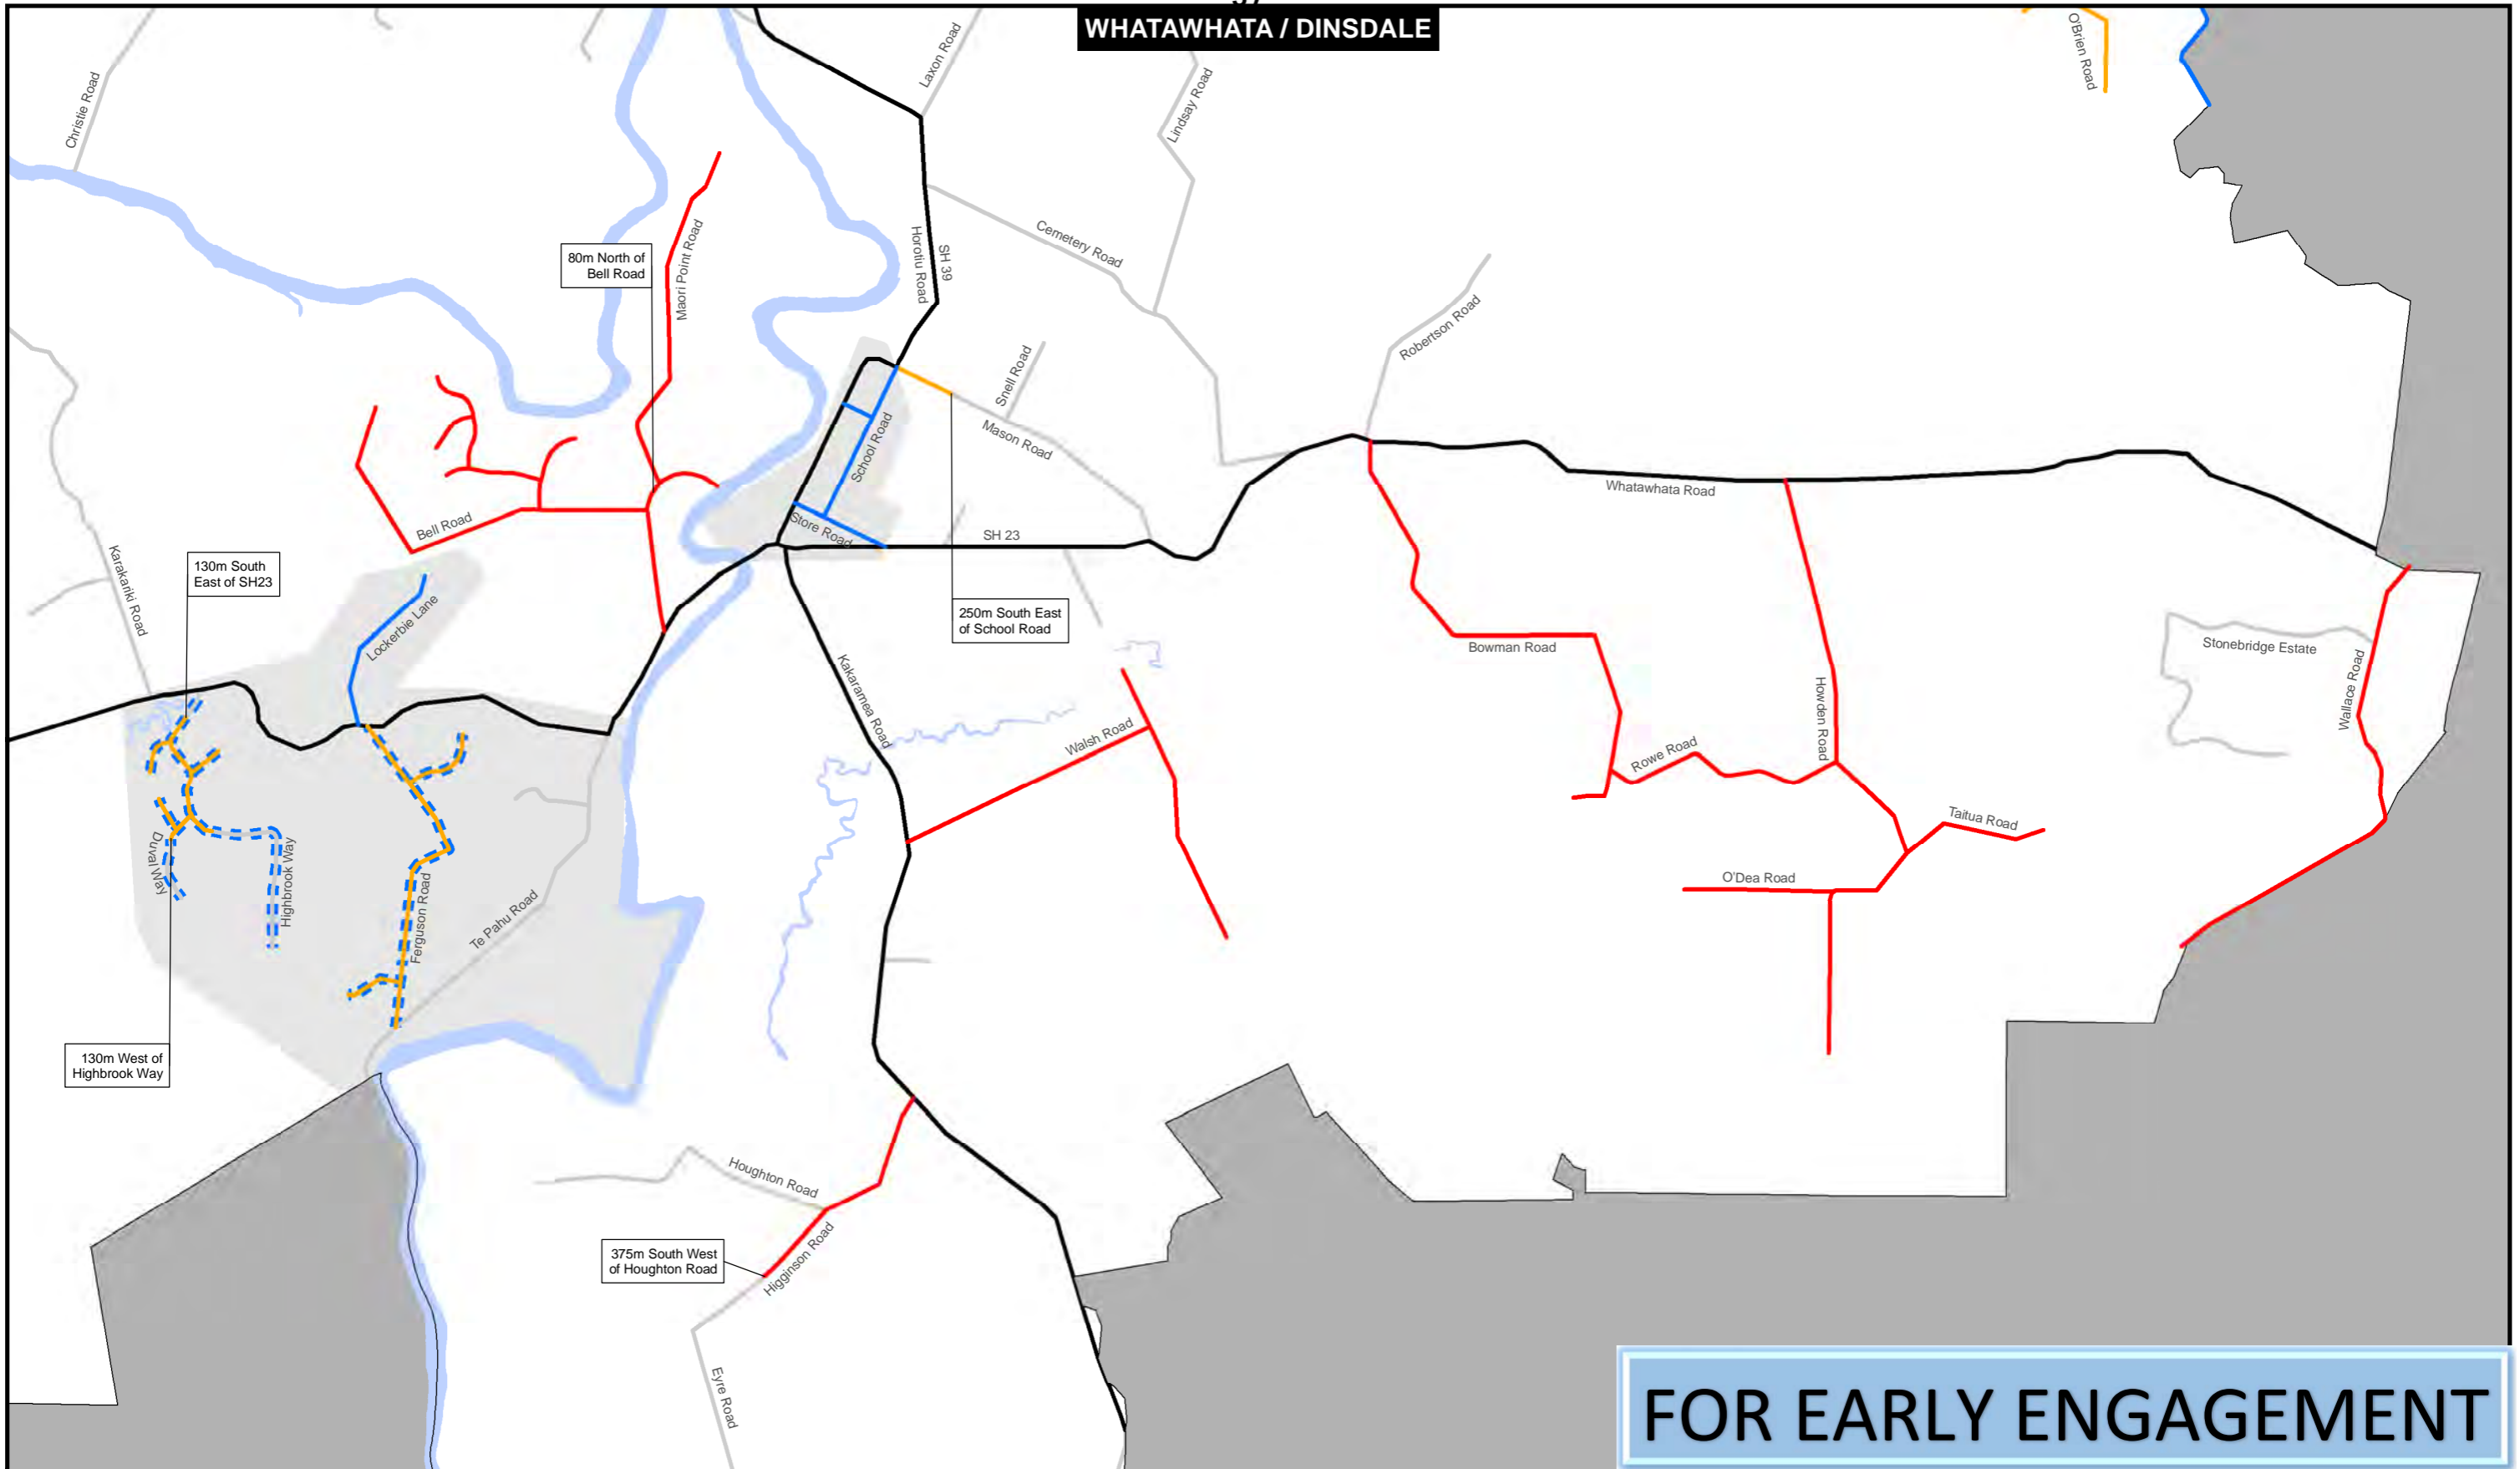 WHATAWHATA / DINSDALE
Christie Road
Laxon Road
Lindsay Road
O'Brien Road
80m North of
Bell Road
Maori Point Road
Horotiu Road
SH 39
Cemetery Road
Robertson Road
Snell Road
Mason Road
School Road
Store Road
SH 23
Whatawhata Road
Bell Road
Karakariki Road
130m South
East of SH23
Lockerbie Lane
250m South East
of School Road
Kakaramea Road
Walsh Road
Bowman Road
Howden Road
Rowe Road
Stonebridge Estate
Wallace Road
Taitua Road
O'Dea Road
Duval Way
Highbrook Way
Ferguson Road
Te Pahu Road
130m West of
Highbrook Way
Houghton Road
375m South West
of Houghton Road
Higginson Road
Eyre Road
FOR EARLY ENGAGEMENT